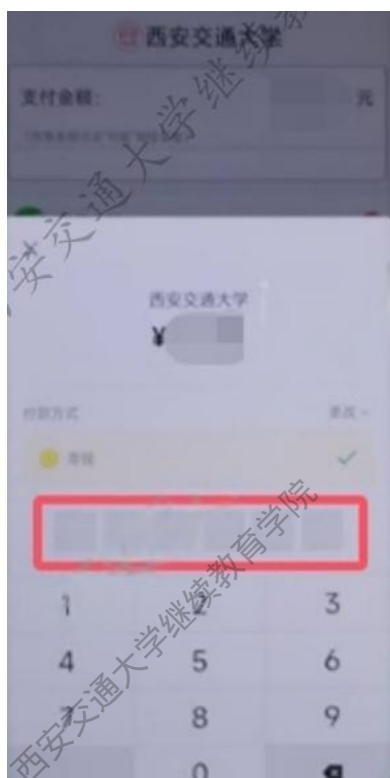 西安交通大学
支付金额:
元
西安交通大学
¥
付款方式
更改
零钱
1 2 3
4 5 6
7 8 9
0
西安交通大学继续教育学院